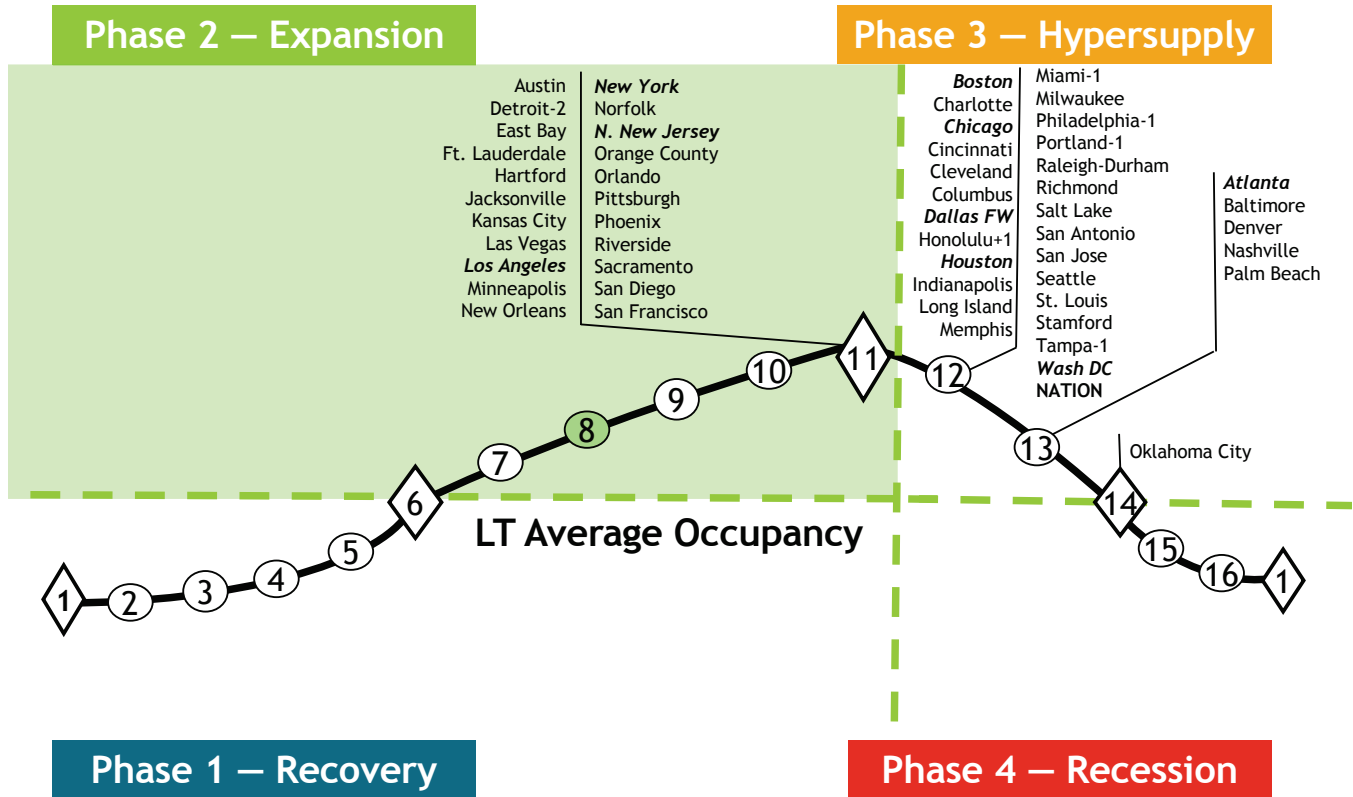 Phase 2 — Expansion
Phase 3 — Hypersupply
Austin
Detroit-2
East Bay
Ft. Lauderdale
Hartford
Jacksonville
Kansas City
Las Vegas
Los Angeles
Minneapolis
New Orleans
New York
Norfolk
N. New Jersey
Orange County
Orlando
Pittsburgh
Phoenix
Riverside
Sacramento
San Diego
San Francisco
Boston
Charlotte
Chicago
Cincinnati
Cleveland
Columbus
Dallas FW
Honolulu+1
Houston
Indianapolis
Long Island
Memphis
Miami-1
Milwaukee
Philadelphia-1
Portland-1
Raleigh-Durham
Richmond
Salt Lake
San Antonio
San Jose
Seattle
St. Louis
Stamford
Tampa-1
Wash DC
NATION
Atlanta
Baltimore
Denver
Nashville
Palm Beach
Oklahoma City
1
2
3
4
5
6
7
8
9
10
11
12
13
14
15
16
1
LT Average Occupancy
Phase 1 — Recovery
Phase 4 — Recession